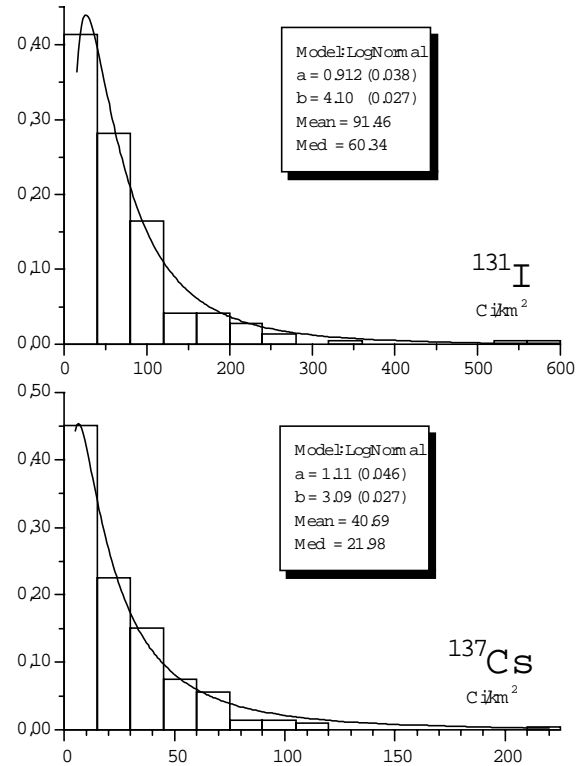 0,40
0,30
0,20
0,10
0,00
0 100 200 300 400 500 600
Model:LogNormal
a = 0.912 (0.038)
b = 4.10 (0.027)
Mean = 91.46
Med = 60.34
131I
Ci/km2
0,50
0,40
0,30
0,20
0,10
0,00
0 50 100 150 200
Model:LogNormal
a = 1.11 (0.046)
b = 3.09 (0.027)
Mean = 40.69
Med = 21.98
137Cs
Ci/km2